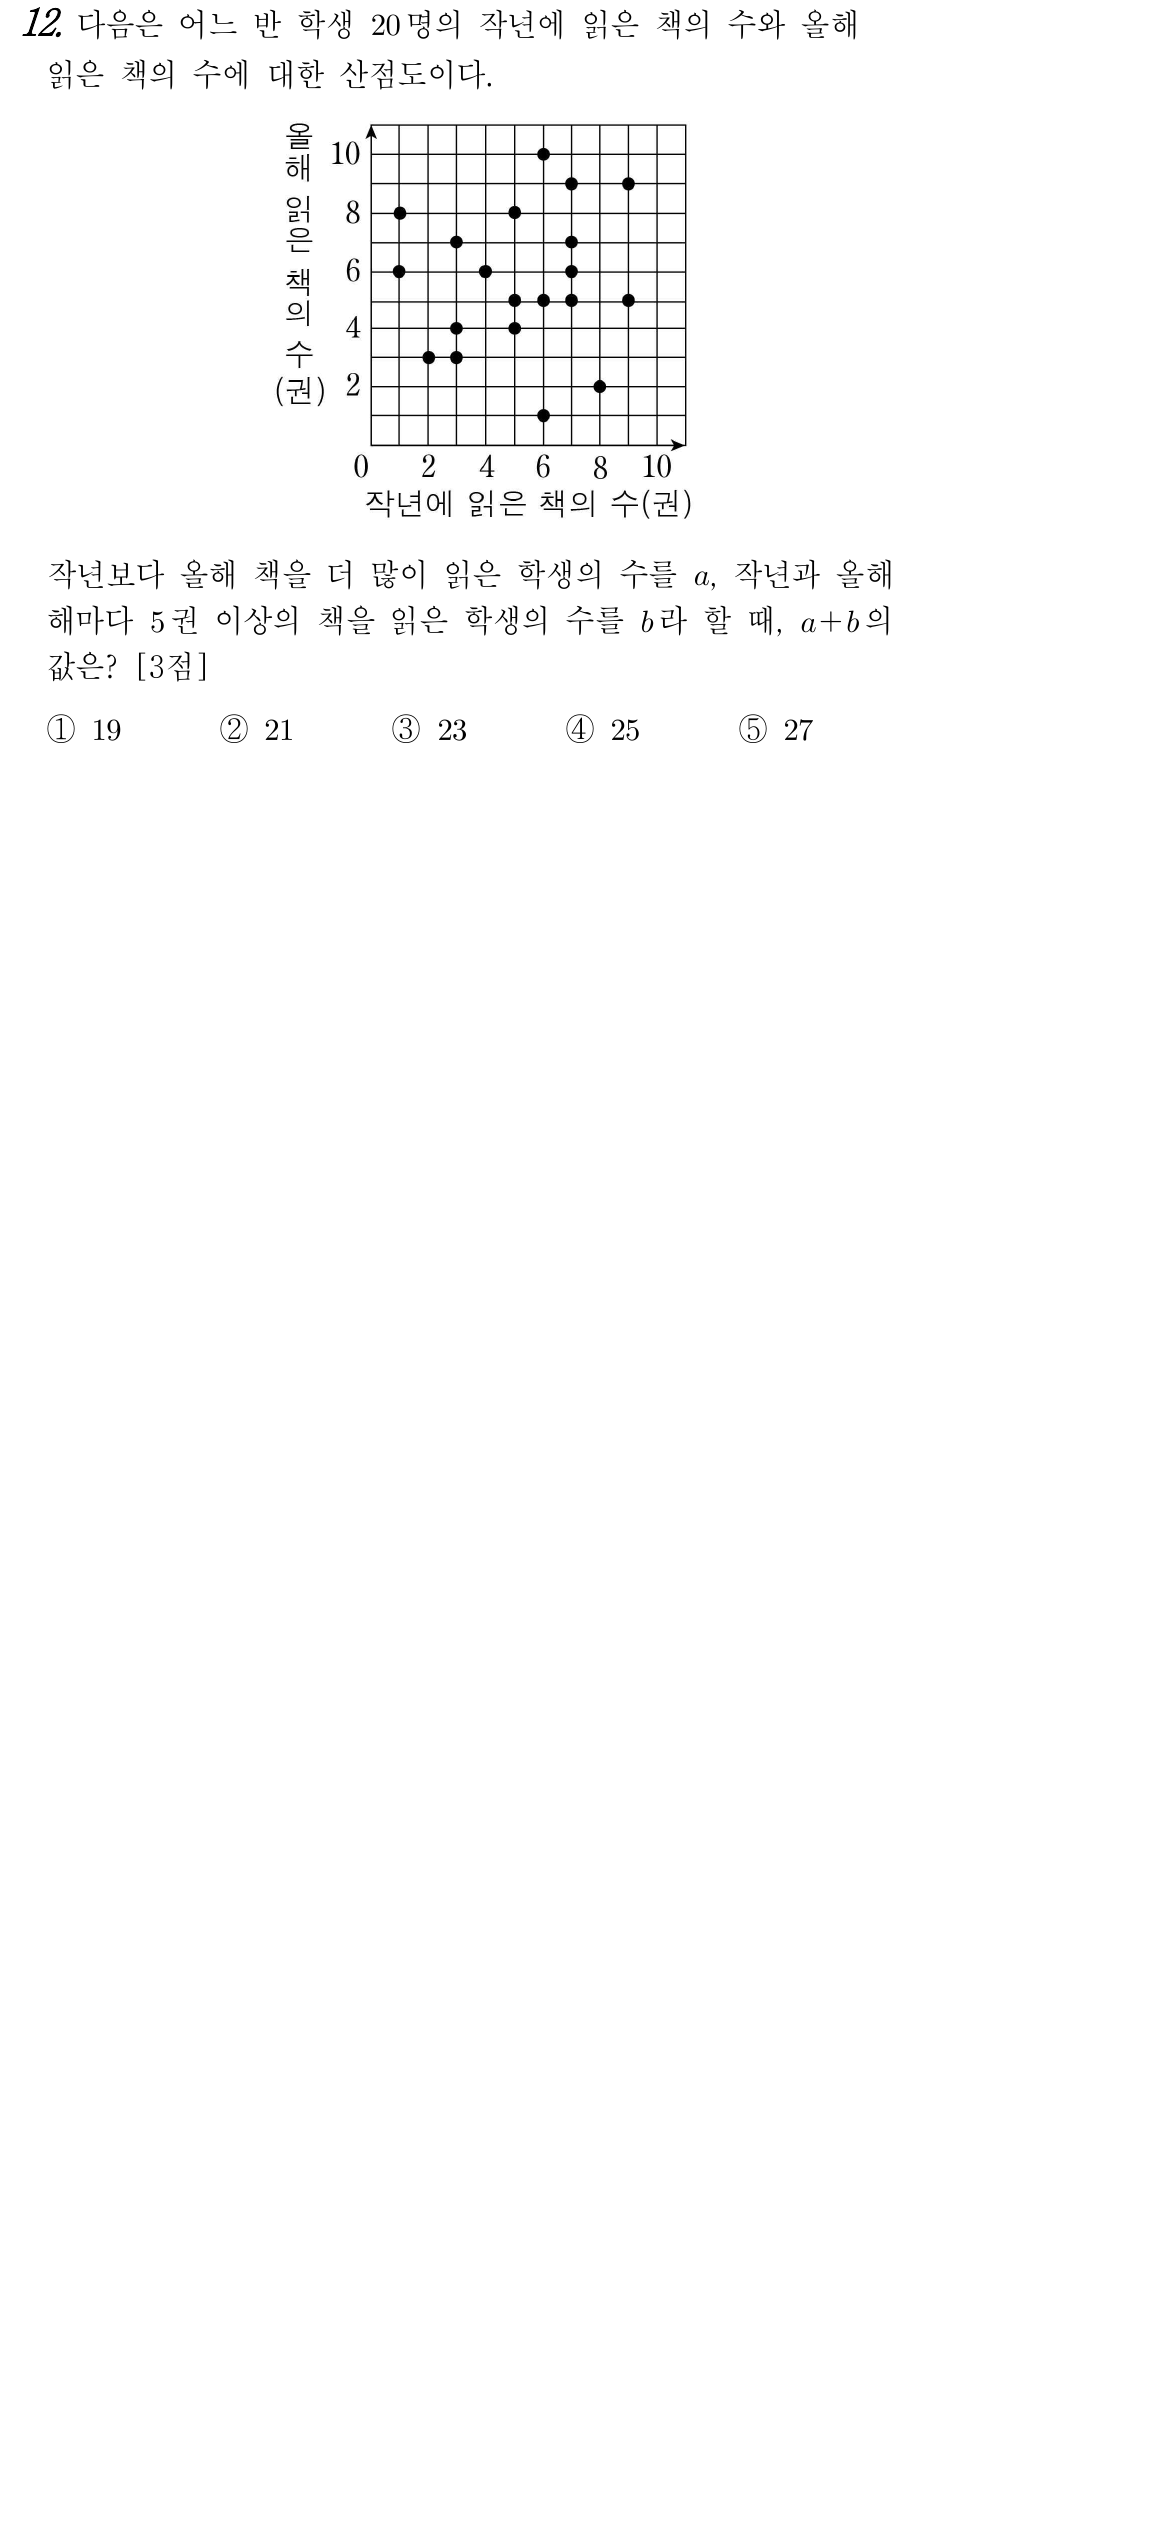 12. 다음은 어느 반 학생 20명의 작년에 읽은 책의 수와 올해
읽은 책의 수에 대한 산점도이다.
올해 읽은 책의 수(권)
10
8
6
4
2
0 2 4 6 8 10
작년에 읽은 책의 수(권)
작년보다 올해 책을 더 많이 읽은 학생의 수를 a, 작년과 올해
해마다 5권 이상의 책을 읽은 학생의 수를 b라 할 때, a+b의
값은? [3점]
① 19 ② 21 ③ 23 ④ 25 ⑤ 27